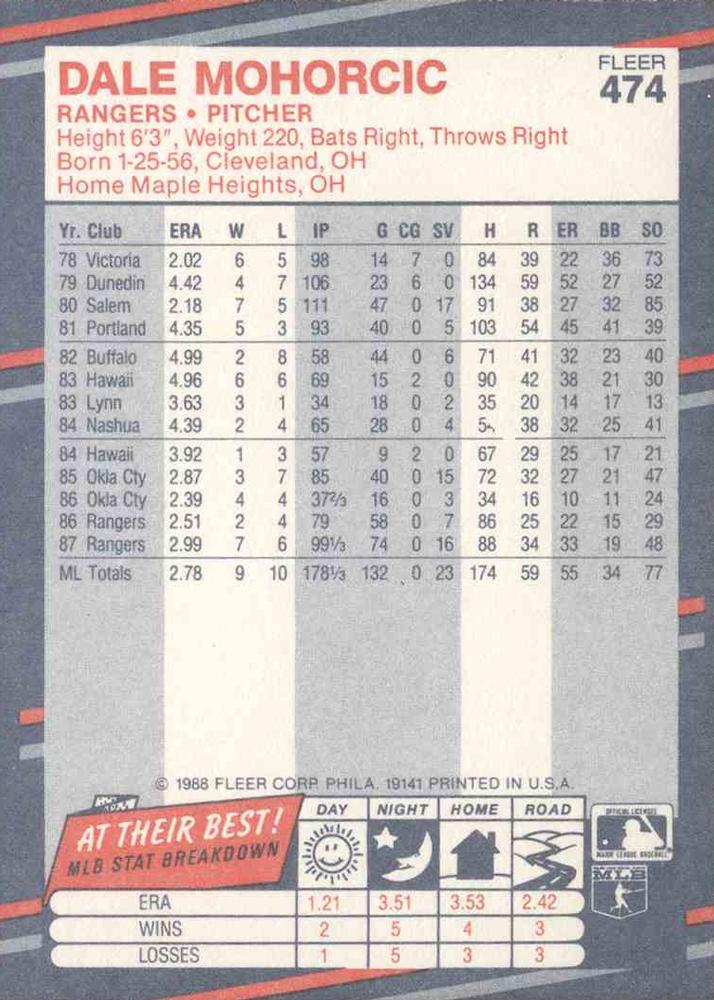 DALE MOHORCIC
FLEER
474
RANGERS • PITCHER
Height 6'3", Weight 220, Bats Right, Throws Right
Born 1-25-56, Cleveland, OH
Home Maple Heights, OH
Yr. Club ERA W L IP G CG SV H R ER BB SO
78 Victoria 2.02 6 5 98 14 7 0 84 39 22 36 73
79 Dunedin 4.42 4 7 106 23 6 0 134 59 52 27 52
80 Salem 2.18 7 5 111 47 0 17 91 38 27 32 85
81 Portland 4.35 5 3 93 40 0 5 103 54 45 41 39
82 Buffalo 4.99 2 8 58 44 0 6 71 41 32 23 40
83 Hawaii 4.96 6 6 69 15 2 0 90 42 38 21 30
83 Lynn 3.63 3 1 34 18 0 2 35 20 14 17 13
84 Nashua 4.39 2 4 65 28 0 4 38 32 25 41
84 Hawaii 3.92 1 3 57 9 2 0 67 29 25 17 21
85 Okla Cty 2.87 3 7 85 40 0 15 72 32 27 21 47
86 Okla Cty 2.39 4 4 37⅔ 16 0 3 34 16 10 11 24
86 Rangers 2.51 2 4 79 58 0 7 86 25 22 15 29
87 Rangers 2.99 7 6 99⅓ 74 0 16 88 34 33 19 48
ML Totals 2.78 9 10 178⅓ 132 0 23 174 59 55 34 77
© 1988 FLEER CORP. PHILA. 19141 PRINTED IN U.S.A.
AT THEIR BEST!
MLB STAT BREAKDOWN
DAY NIGHT HOME ROAD
ERA 1.21 3.51 3.53 2.42
WINS 2 5 4 3
LOSSES 1 5 3 3
OFFICIAL LICENSEE
MAJOR LEAGUE BASEBALL
MLB